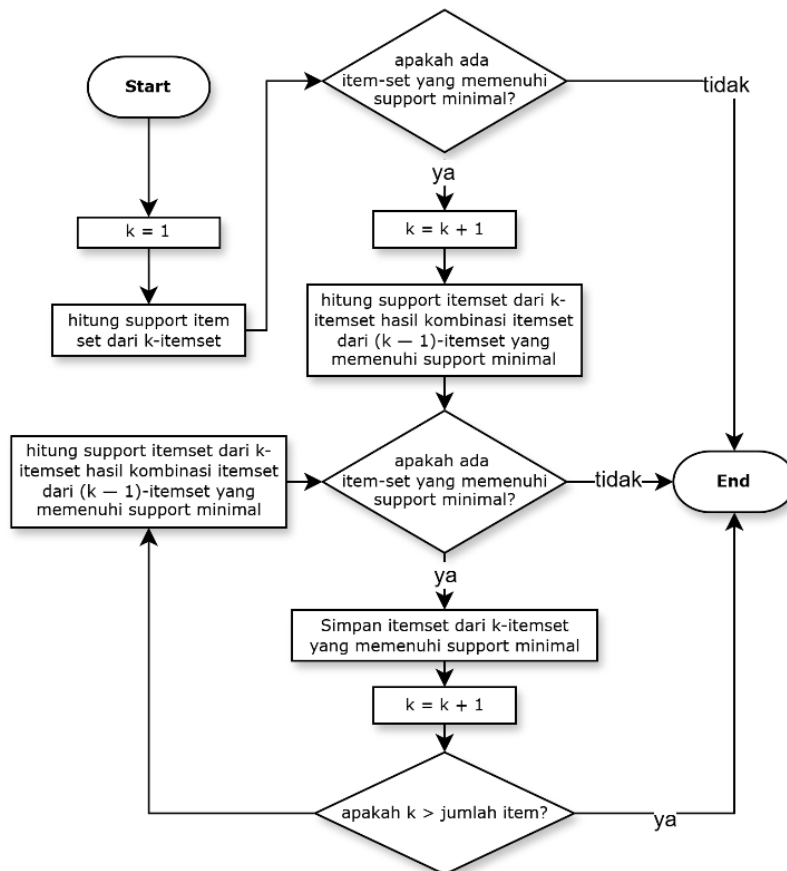 Start
k = 1
hitung support item
set dari k-itemset
apakah ada
item-set yang memenuhi
support minimal?
tidak
ya
k = k + 1
hitung support itemset dari k-
itemset hasil kombinasi itemset
dari (k — 1)-itemset yang
memenuhi support minimal
hitung support itemset dari k-
itemset hasil kombinasi itemset
dari (k — 1)-itemset yang
memenuhi support minimal
apakah ada
item-set yang memenuhi
support minimal?
tidak
End
ya
Simpan itemset dari k-itemset
yang memenuhi support minimal
k = k + 1
apakah k > jumlah item?
ya